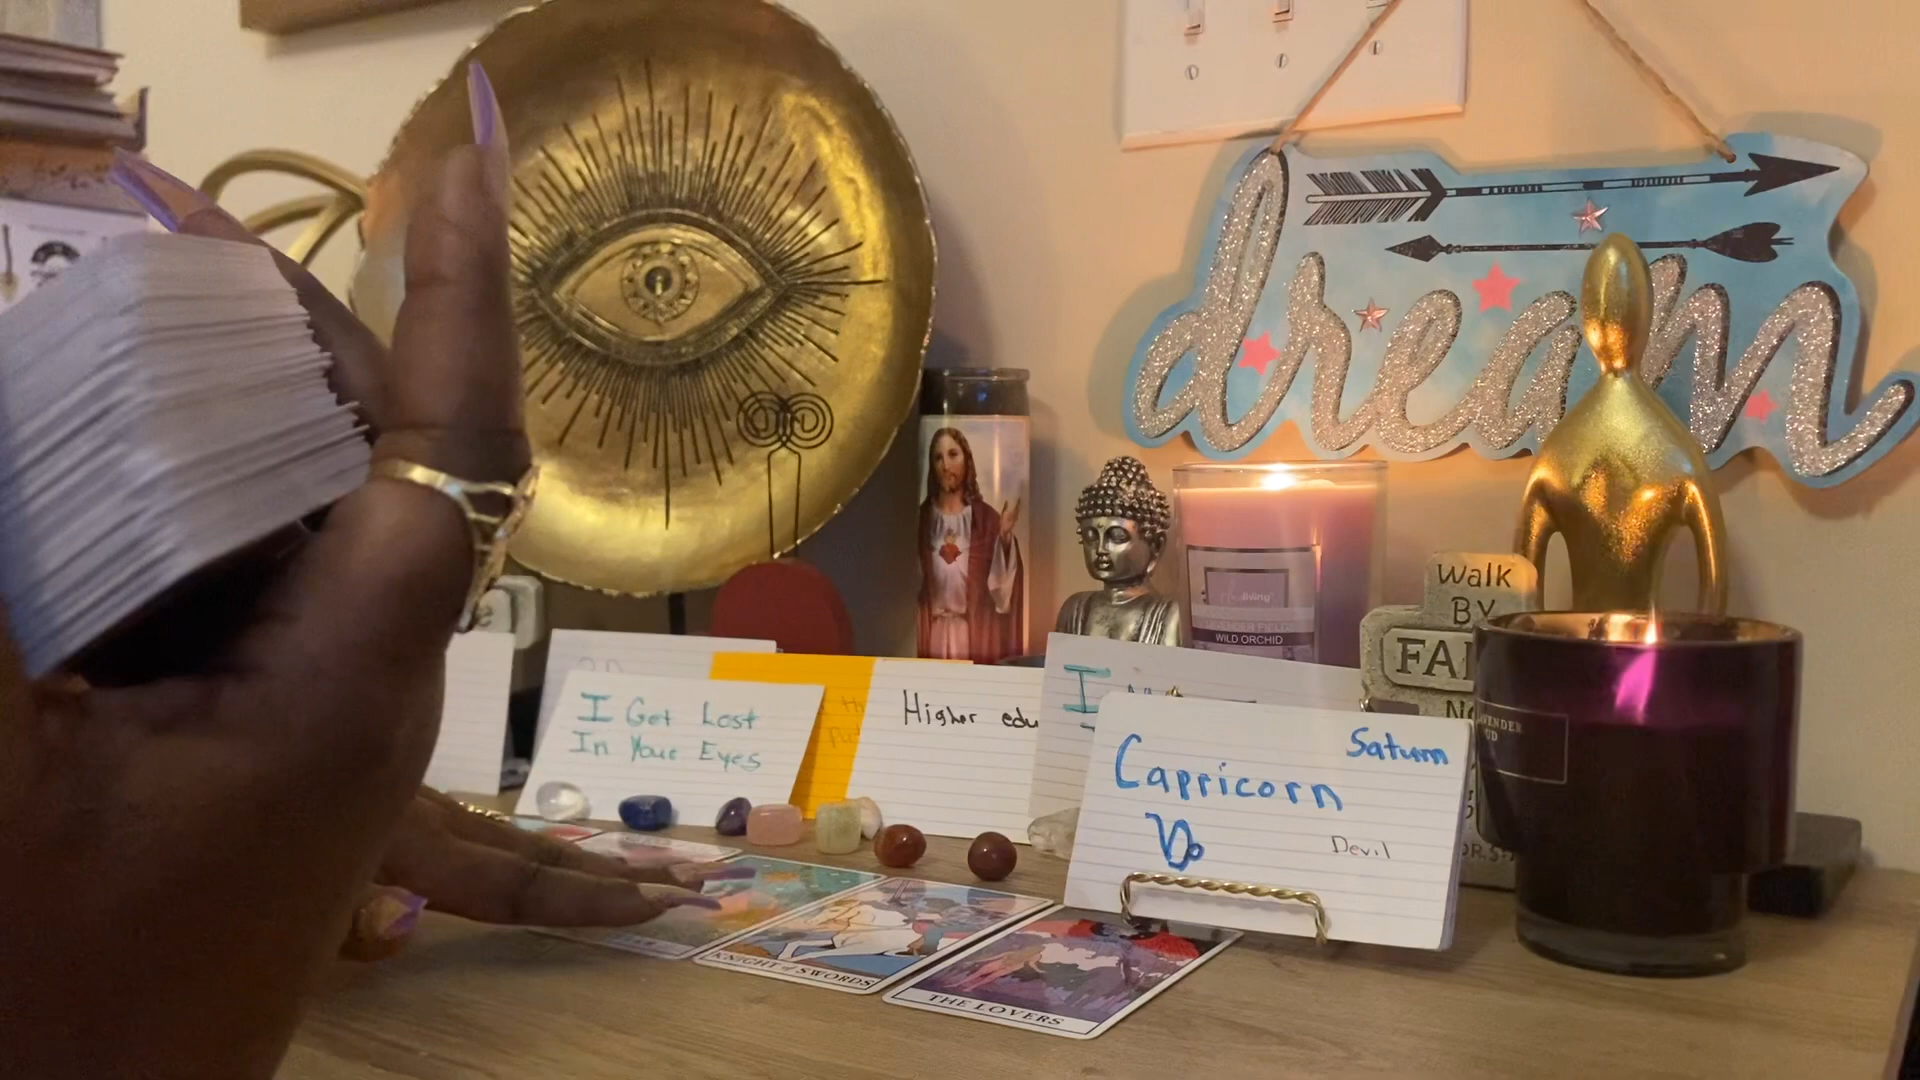 dream
Walk
BY
living
WILD ORCHID
I Get Lost
In Your Eyes
Higher edu
I
Saturn
Capricorn
Devil
KNIGHT of SWORDS
THE LOVERS